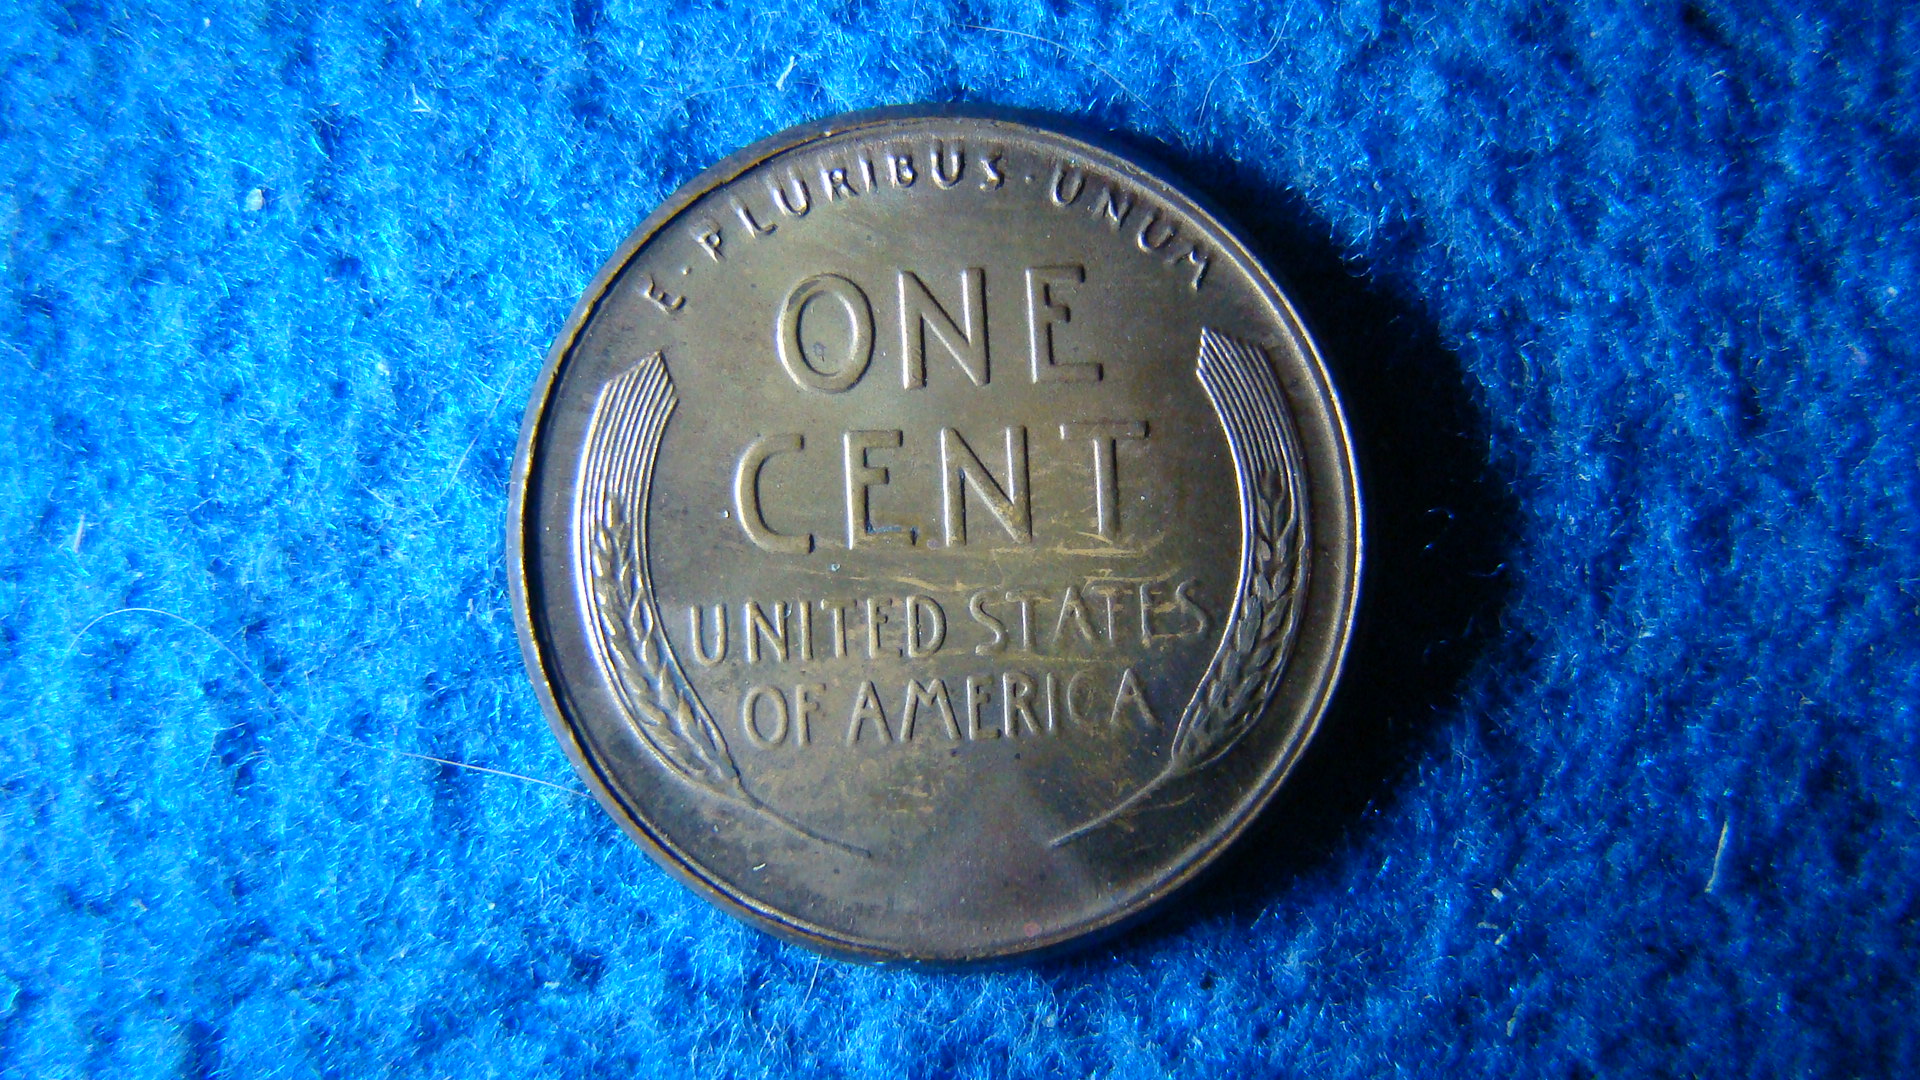 E·PLURIBUS·UNUM
ONE
CENT
UNITED STATES
OF AMERICA